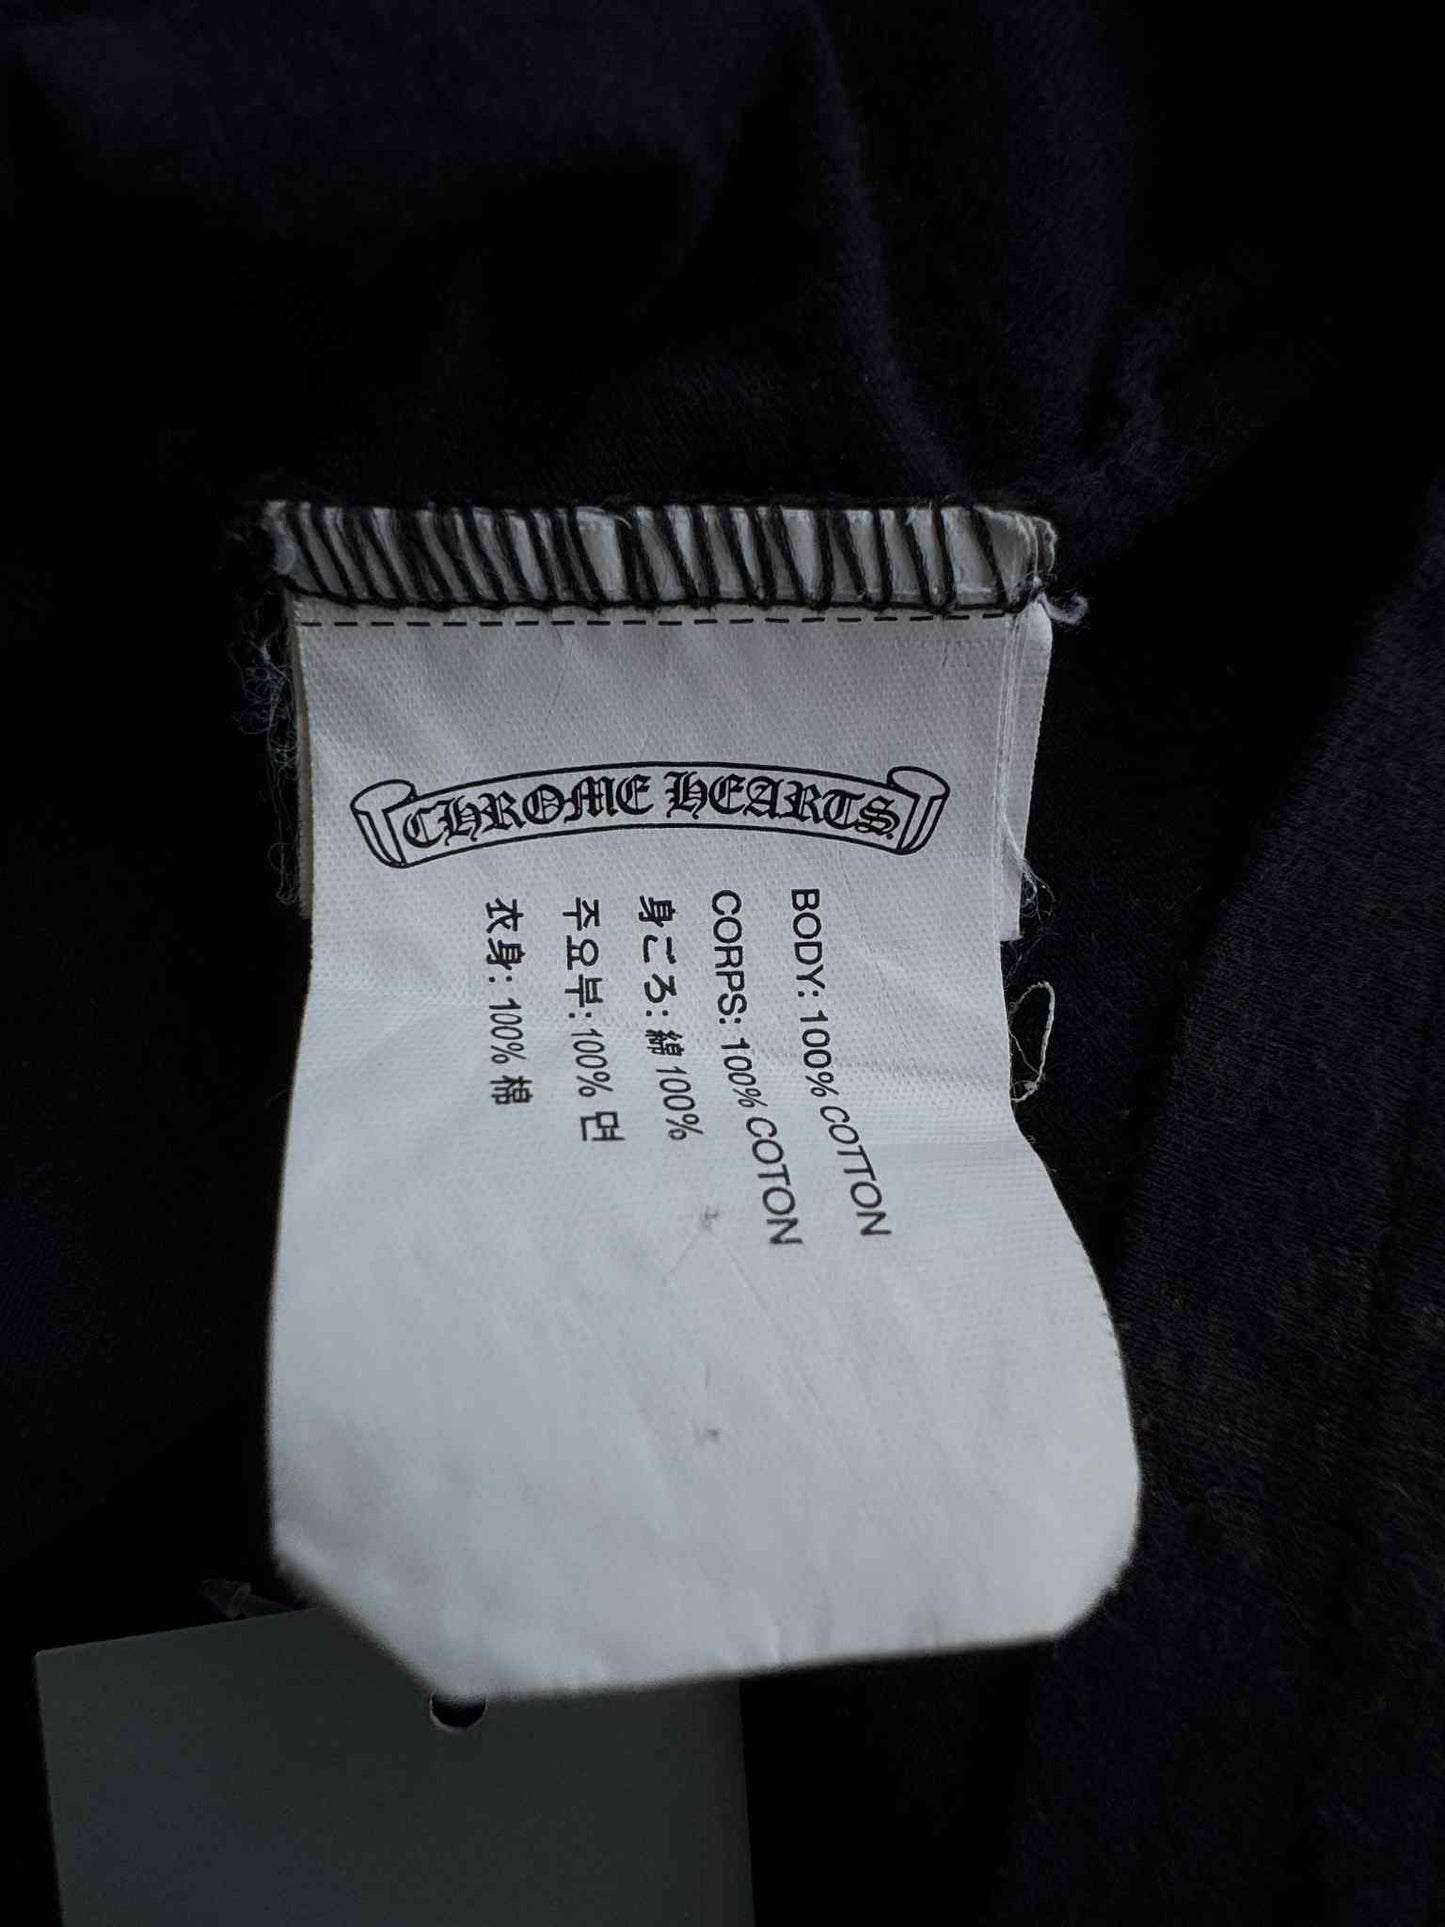 CHROME HEARTS
BODY: 100% COTTON
CORPS: 100% COTON
身ごろ: 綿 100%
주요부: 100% 면
衣身: 100% 棉